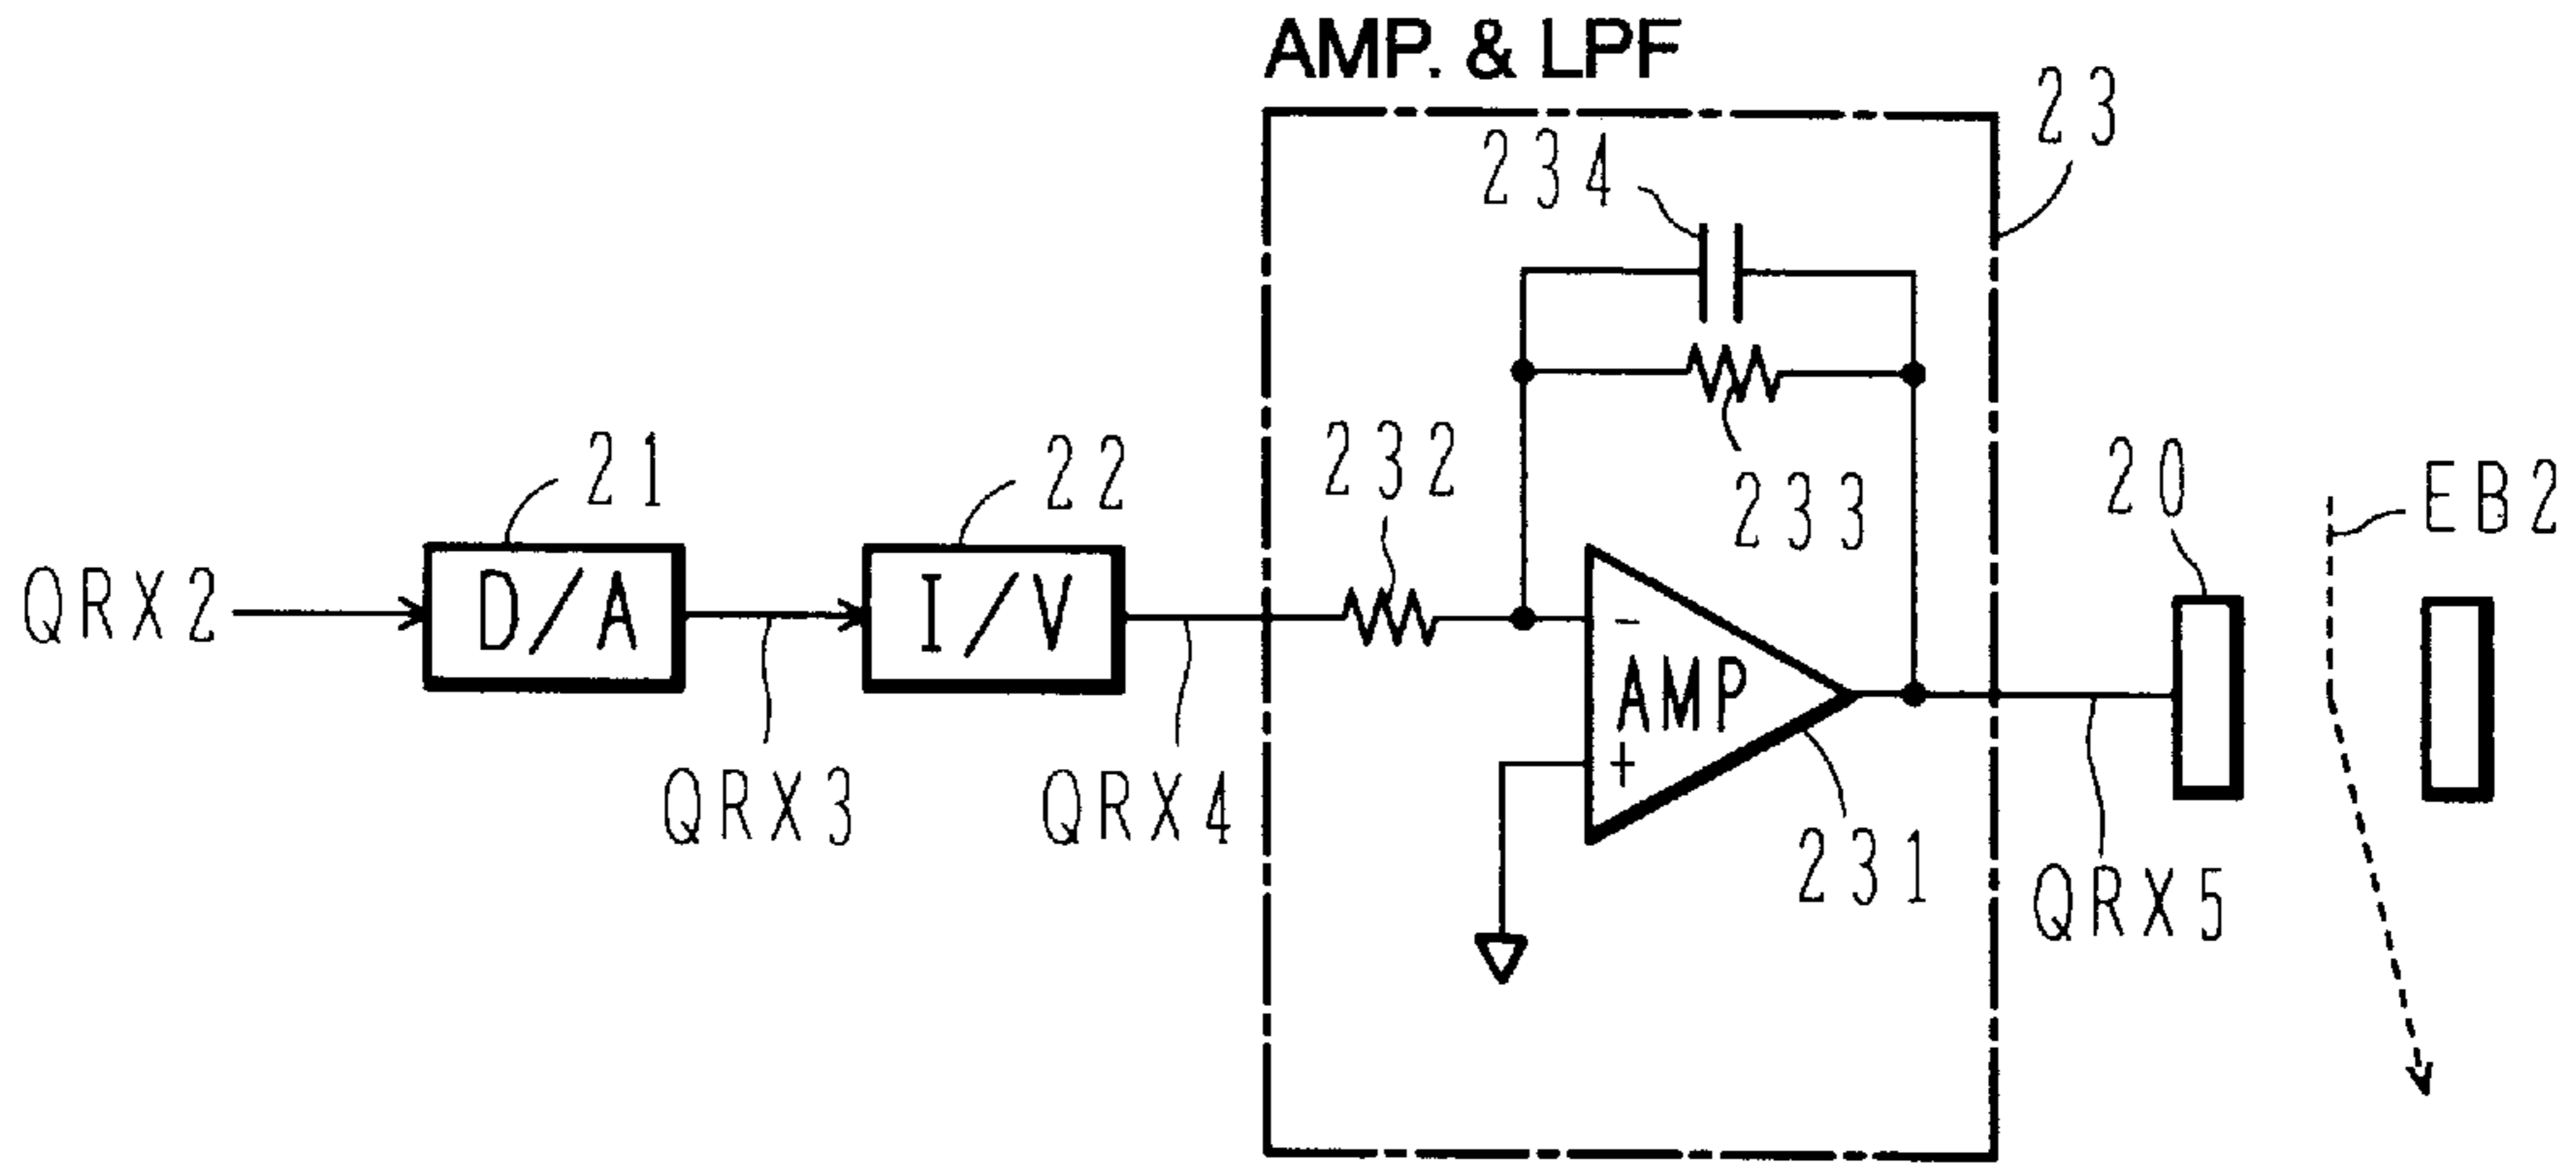 AMP. & LPF
23
234
233
232
21
22
20
EB2
QRX2
D/A
I/V
-
AMP
+
QRX3
QRX4
231
QRX5